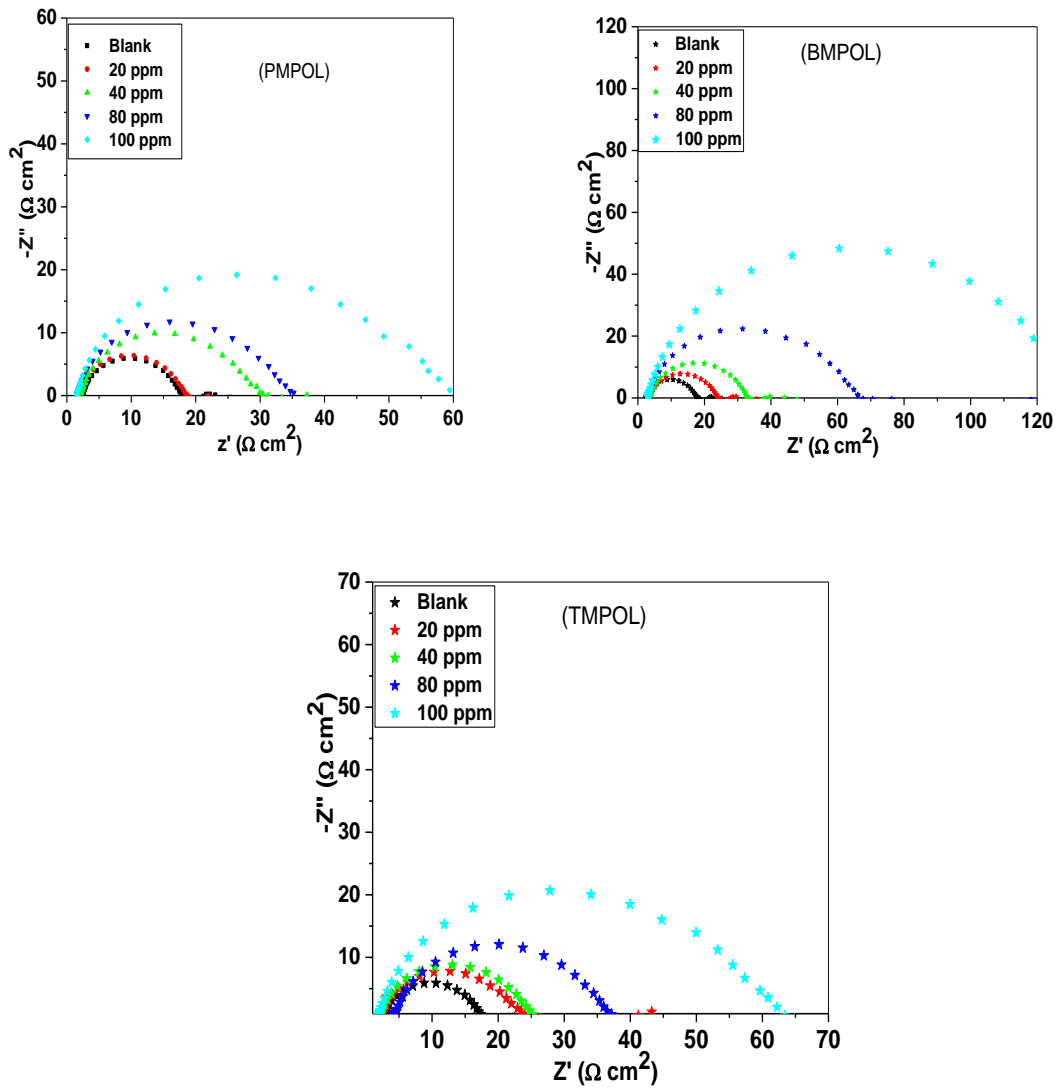 60
50
40
30
20
10
0
-Z'' (Ω cm²)
Blank
20 ppm
40 ppm
80 ppm
100 ppm
(PMPOL)
0 10 20 30 40 50 60
z' (Ω cm²)
120
100
80
60
40
20
0
-Z'' (Ω cm²)
Blank
20 ppm
40 ppm
80 ppm
100 ppm
(BMPOL)
0 20 40 60 80 100 120
Z' (Ω cm²)
70
60
50
40
30
20
10
-Z'' (Ω cm²)
Blank
20 ppm
40 ppm
80 ppm
100 ppm
(TMPOL)
10 20 30 40 50 60 70
Z' (Ω cm²)